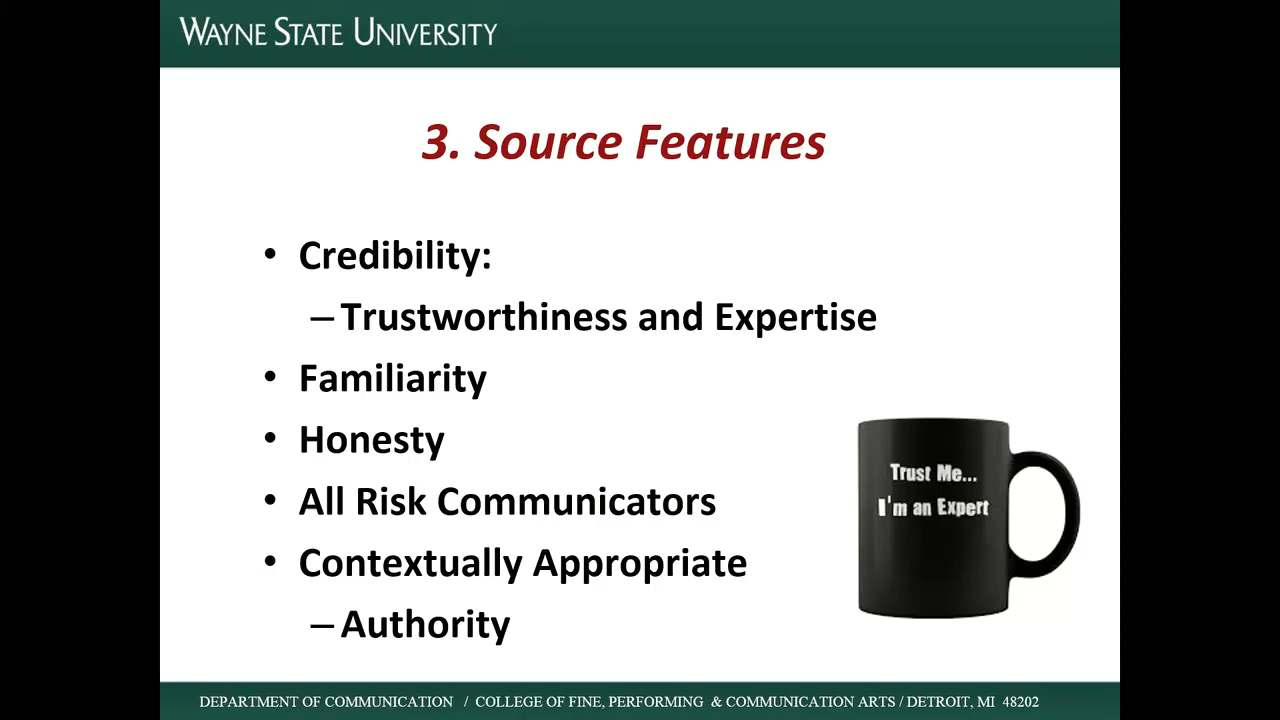 WAYNE STATE UNIVERSITY
3. Source Features
• Credibility:
– Trustworthiness and Expertise
• Familiarity
• Honesty
• All Risk Communicators
• Contextually Appropriate
– Authority
Trust Me...
I'm an Expert
DEPARTMENT OF COMMUNICATION / COLLEGE OF FINE, PERFORMING & COMMUNICATION ARTS / DETROIT, MI 48202